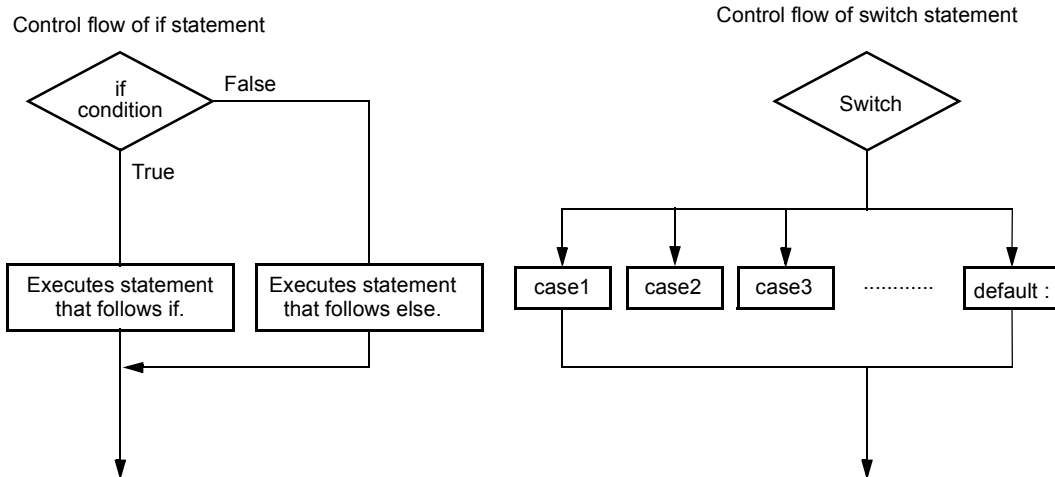 Control flow of if statement
if
condition
False
True
Executes statement
that follows if.
Executes statement
that follows else.
Control flow of switch statement
Switch
case1
case2
case3
............
default :